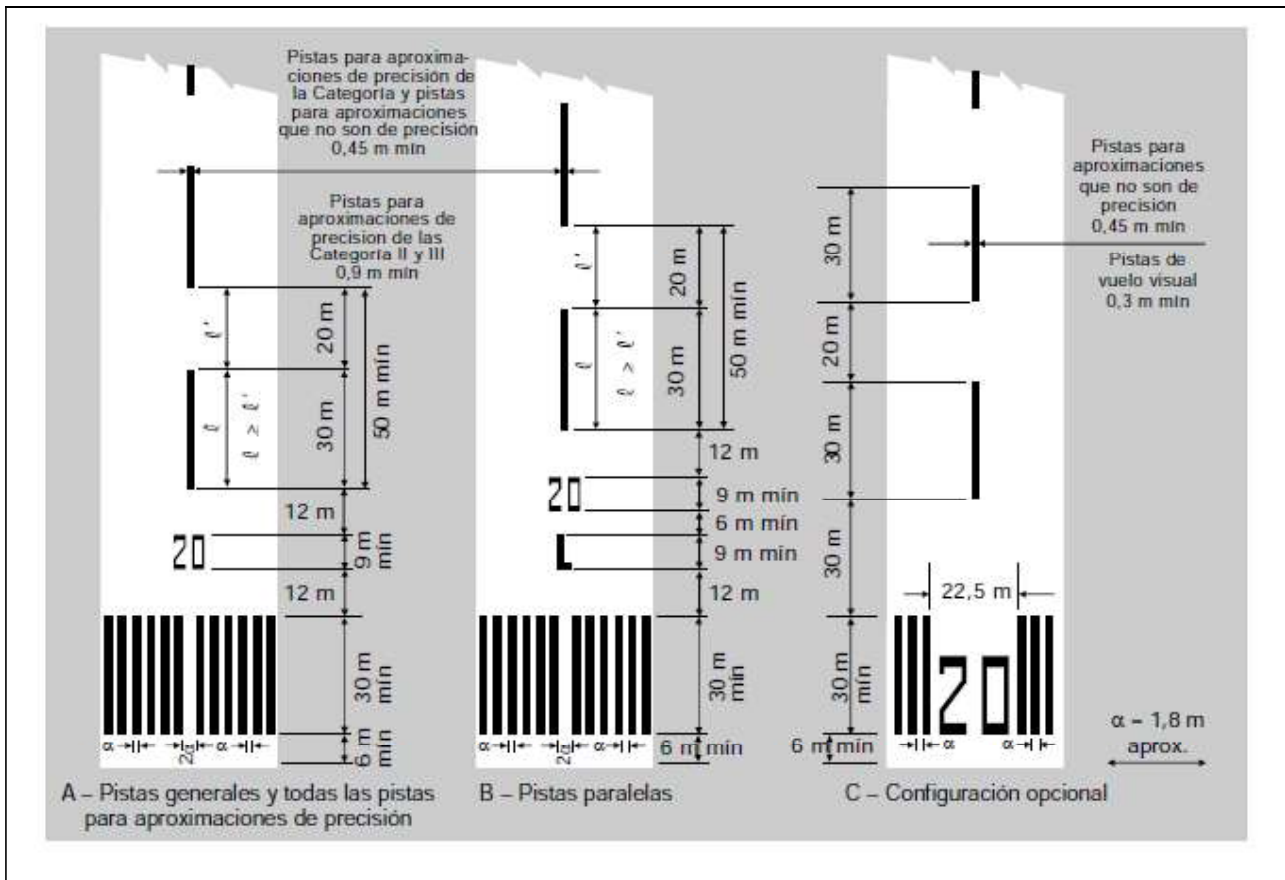 Pistas para aproxima-
ciones de precisión de
la Categoría y pistas
para aproximaciones
que no son de precisión
0,45 m mín
Pistas para
aproximaciones de
precision de las
Categoría II y III
0,9 m mín
ℓ'
20 m
50 m mín
ℓ
ℓ ≥ ℓ'
30 m
12 m
20
9 m
mín
12 m
30 m
mín
α
2α
α
6 m
mín
A – Pistas generales y todas las pistas
para aproximaciones de precisión
ℓ'
20 m
50 m mín
ℓ
ℓ ≥ ℓ'
30 m
12 m
20
9 m mín
6 m mín
L
9 m mín
12 m
30 m
mín
α
2α
α
6 m mín
B – Pistas paralelas
Pistas para
aproximaciones
que no son de
precisión
0,45 m mín
Pistas de
vuelo visual
0,3 m min
30 m
20 m
30 m
30 m
22,5 m
20
30 m
mín
6 m mín
α
α
α – 1,8 m
aprox.
C – Configuración opcional